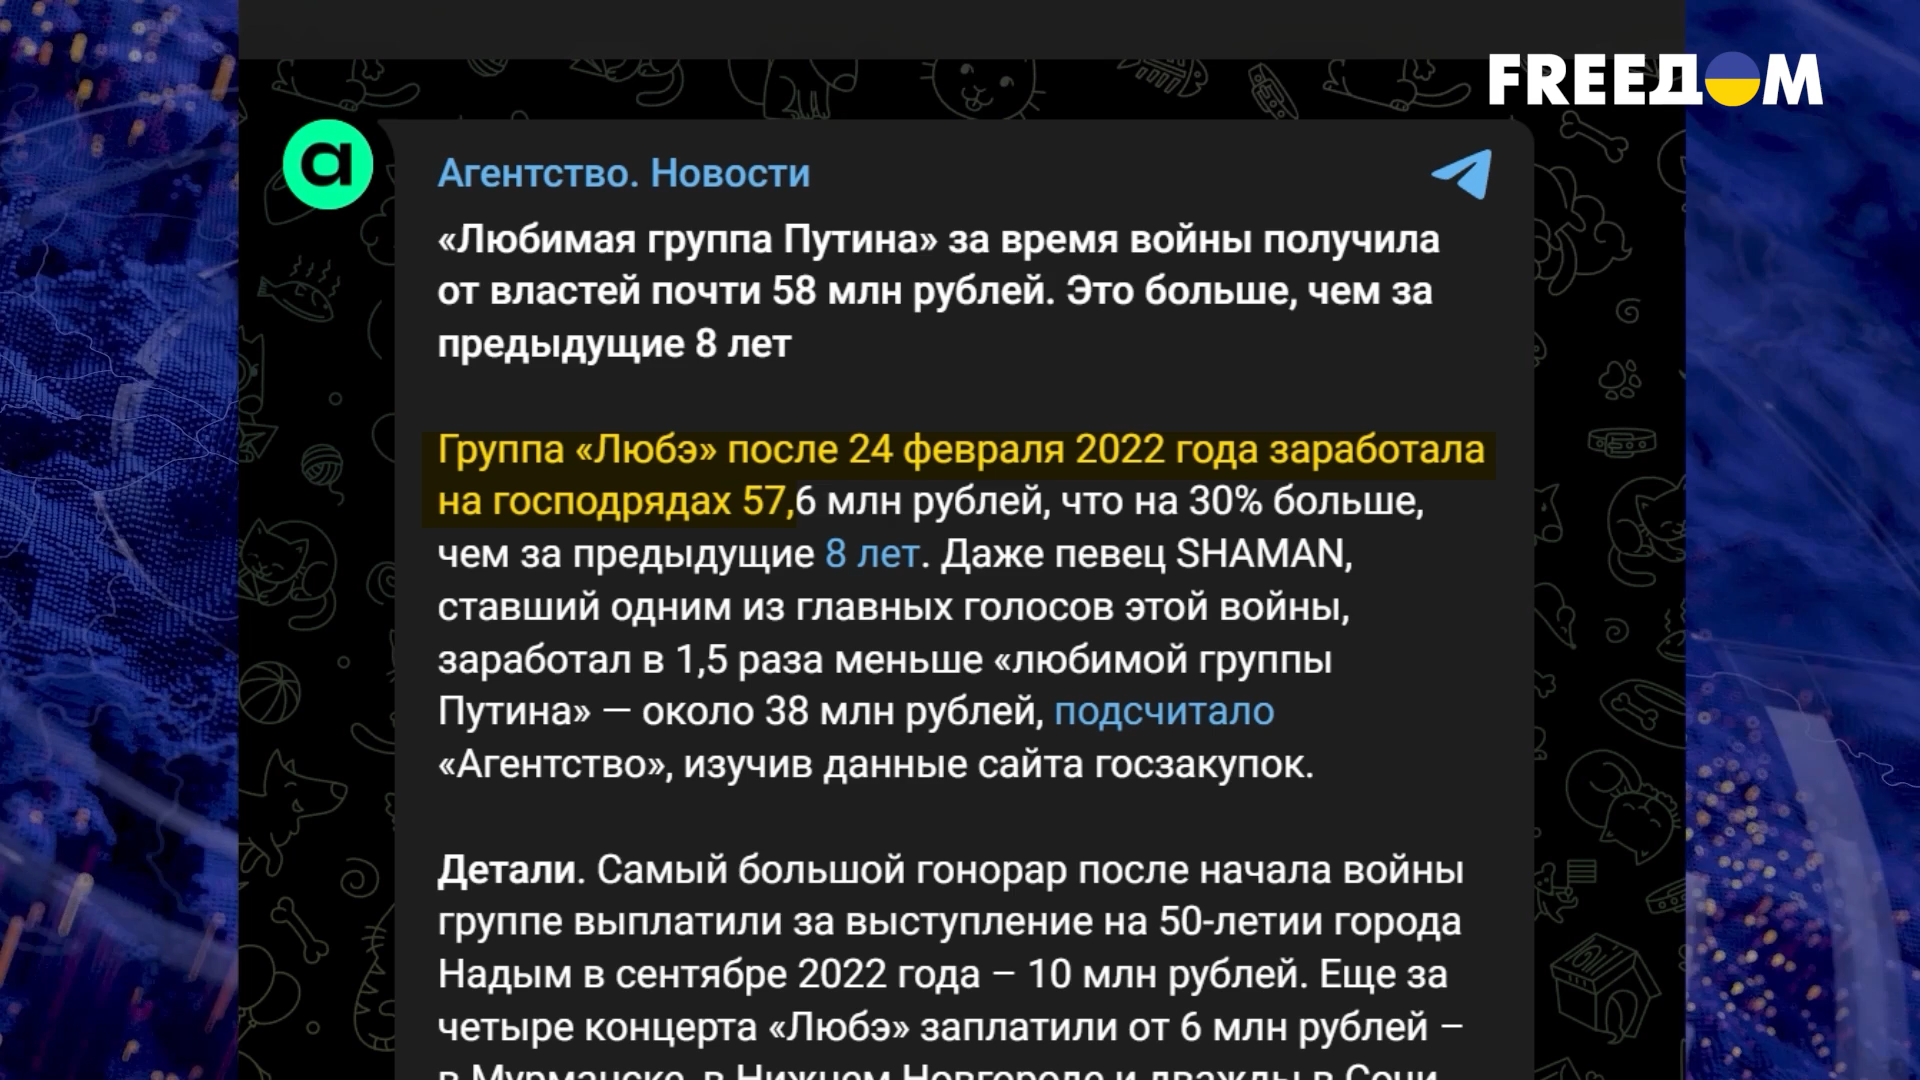 FREEДOM
Агентство. Новости
«Любимая группа Путина» за время войны получила
от властей почти 58 млн рублей. Это больше, чем за
предыдущие 8 лет
Группа «Любэ» после 24 февраля 2022 года заработала
на господрядах 57,6 млн рублей, что на 30% больше,
чем за предыдущие 8 лет. Даже певец SHAMAN,
ставший одним из главных голосов этой войны,
заработал в 1,5 раза меньше «любимой группы
Путина» — около 38 млн рублей, подсчитало
«Агентство», изучив данные сайта госзакупок.
Детали. Самый большой гонорар после начала войны
группе выплатили за выступление на 50-летии города
Надым в сентябре 2022 года – 10 млн рублей. Еще за
четыре концерта «Любэ» заплатили от 6 млн рублей –
в Мурманске, в Нижнем Новгороде и дважды в Сочи.